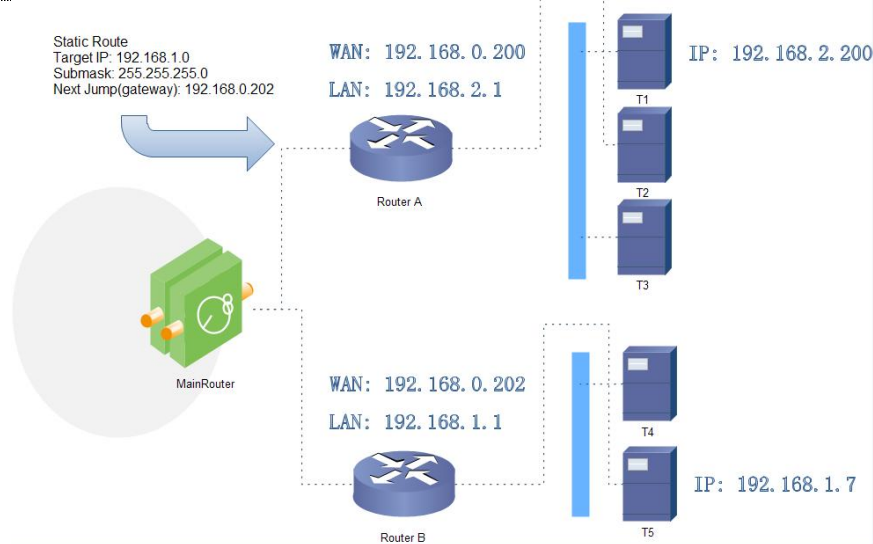 Static Route
Target IP: 192.168.1.0
Submask: 255.255.255.0
Next Jump(gateway): 192.168.0.202
WAN: 192.168.0.200
LAN: 192.168.2.1
Router A
IP: 192.168.2.200
T1
T2
T3
MainRouter
WAN: 192.168.0.202
LAN: 192.168.1.1
Router B
T4
IP: 192.168.1.7
T5